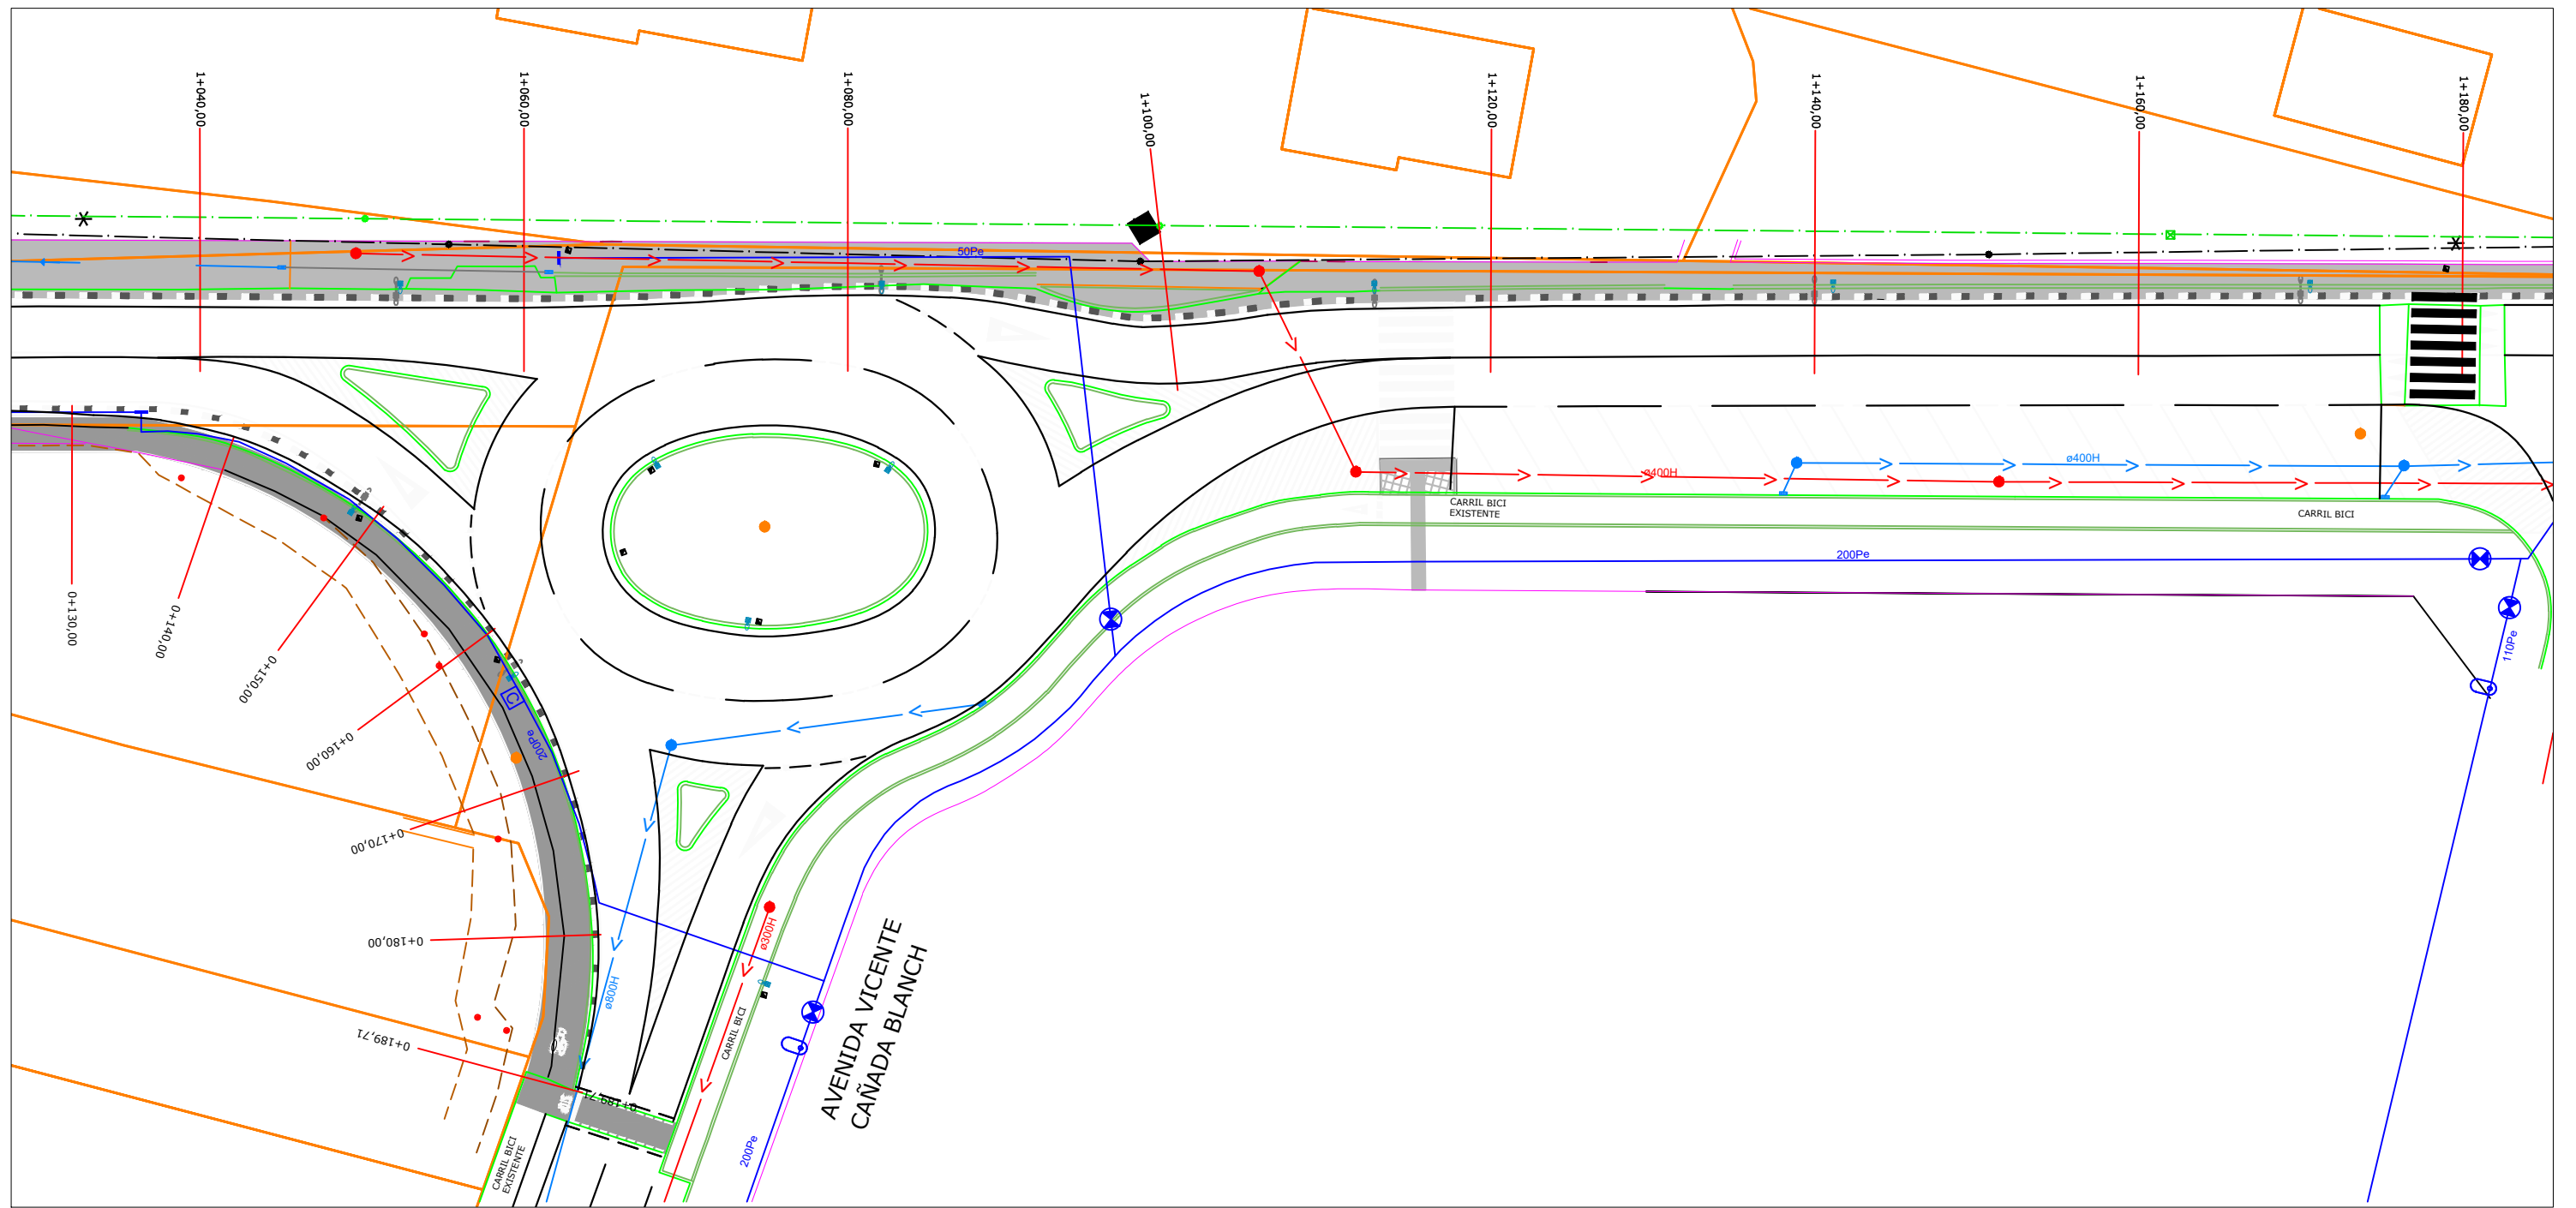 1+040,00
1+060,00
1+080,00
1+100,00
1+120,00
1+140,00
1+160,00
1+180,00
50Pe
ø400H
ø400H
CARRIL BICI
EXISTENTE
CARRIL BICI
200Pe
110Pe
0+130,00
0+140,00
0+150,00
0+160,00
0+170,00
0+180,00
0+189,71
C
200Pe
ø800H
ø300H
CARRIL BICI
AVENIDA VICENTE
CAÑADA BLANCH
0+189,71
200Pe
CARRIL BICI
EXISTENTE